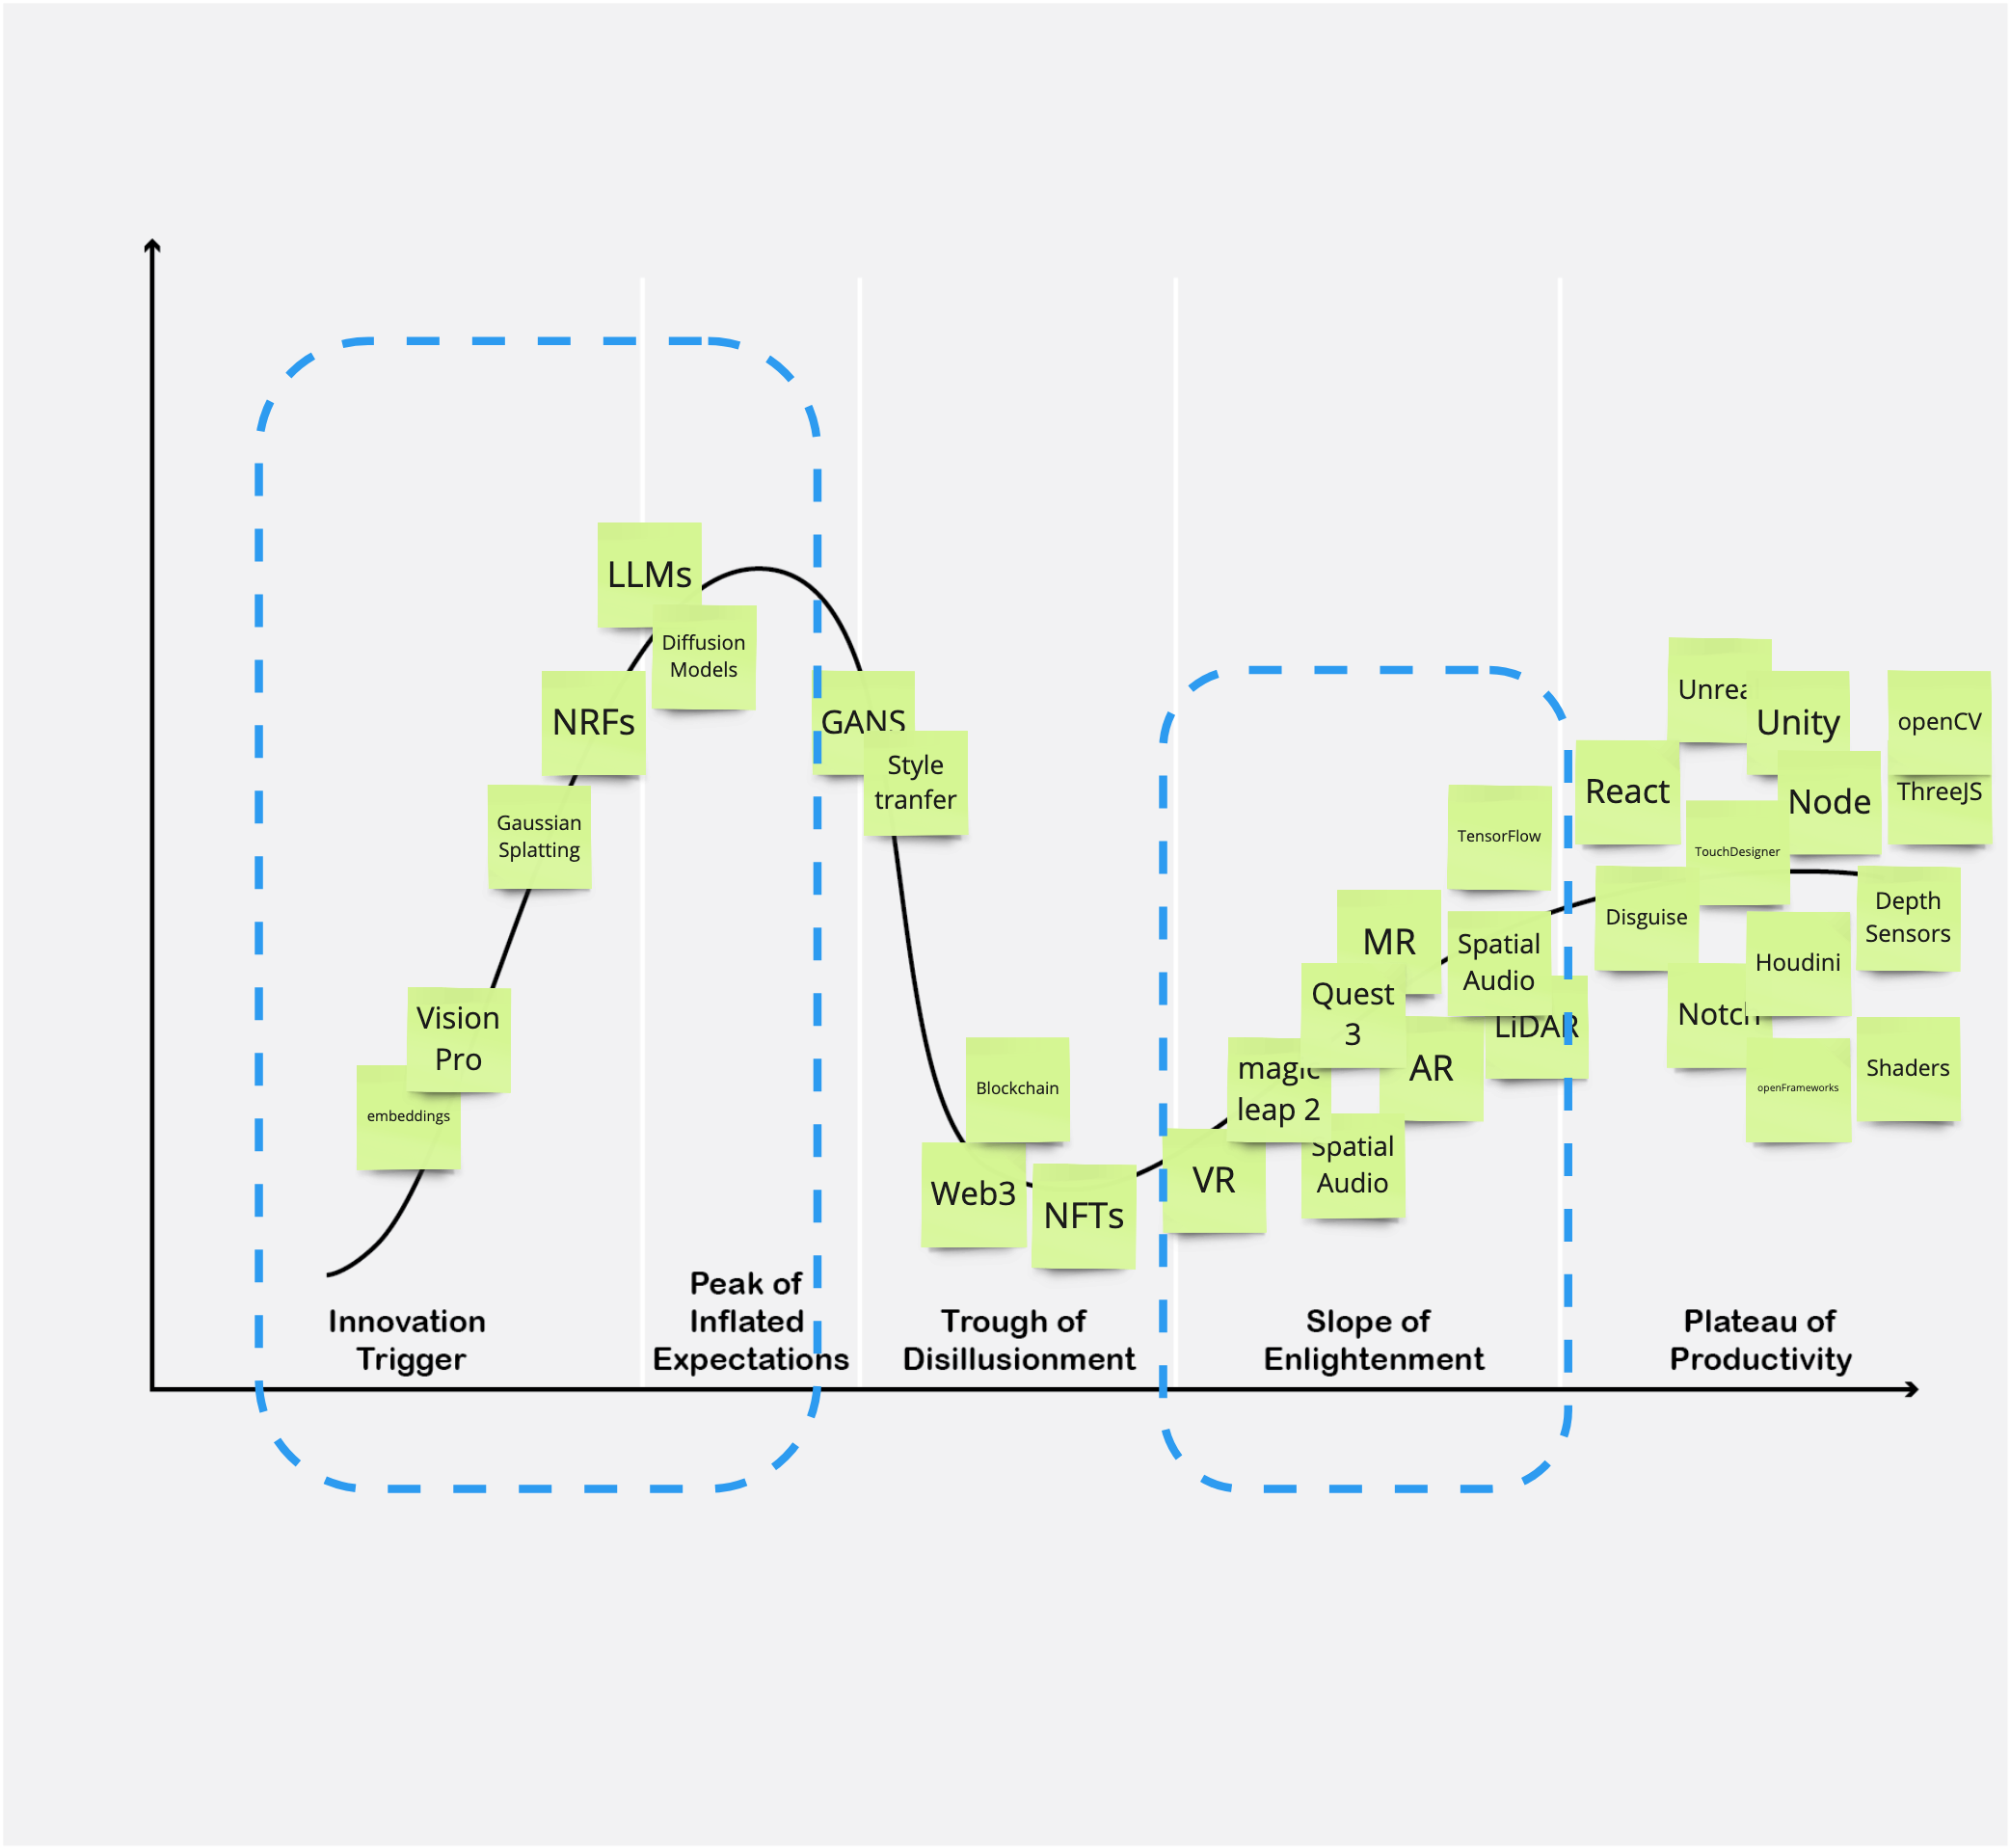 LLMs
Diffusion
Models
NRFs
Gaussian
Splatting
Vision
Pro
embeddings
GANS
Style
tranfer
Blockchain
Web3
NFTs
TensorFlow
MR
Spatial
Audio
Quest
3
LiDAR
AR
magic
leap 2
Spatial
Audio
VR
Unreal
Unity
openCV
React
Node
ThreeJS
TouchDesigner
Disguise
Depth
Sensors
Houdini
Notch
openFrameworks
Shaders
Innovation
Trigger
Peak of
Inflated
Expectations
Trough of
Disillusionment
Slope of
Enlightenment
Plateau of
Productivity